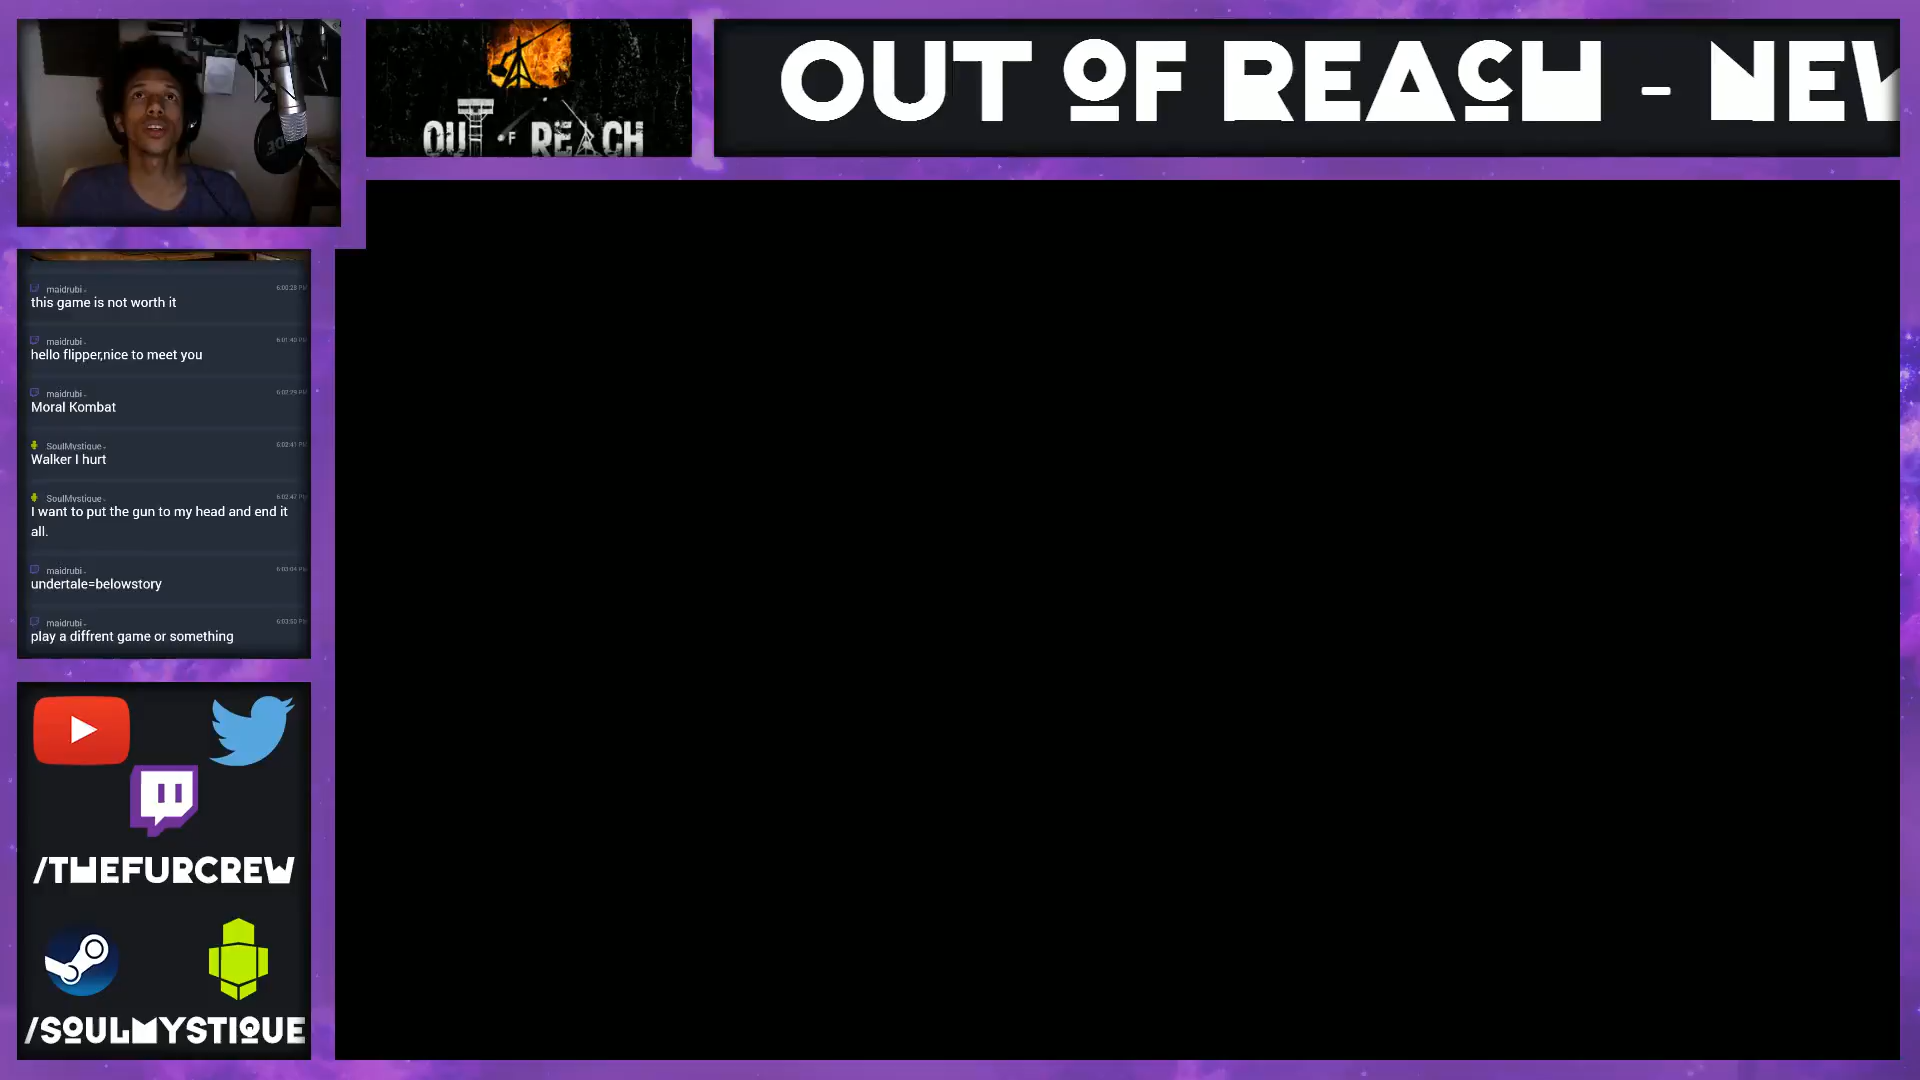 OUT OF REACH
OUT OF REACH - NEW
maidrubi
this game is not worth it
maidrubi
hello flipper,nice to meet you
maidrubi
Moral Kombat
SoulMystique
Walker I hurt
SoulMystique
I want to put the gun to my head and end it
all.
maidrubi
undertale=belowstory
maidrubi
play a diffrent game or something
/THEFURCREW
/SOULMYSTIQUE